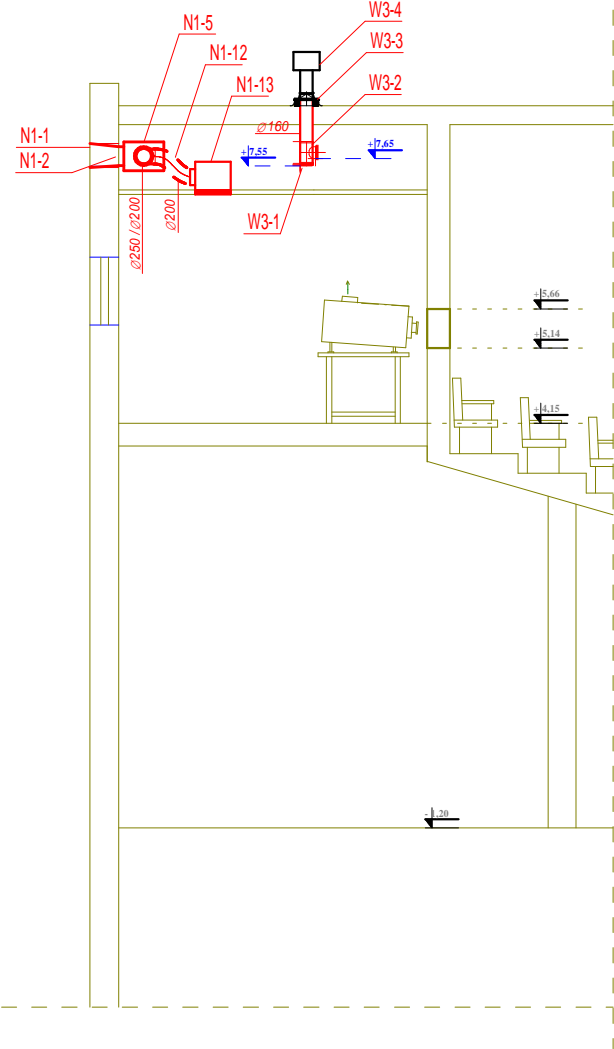 W3-4
N1-5
W3-3
N1-12
N1-13
W3-2
Ø160
N1-1
+7,65
+7,55
N1-2
Ø250 /Ø200
Ø200
W3-1
+5,66
+5,14
+4,15
-1,20